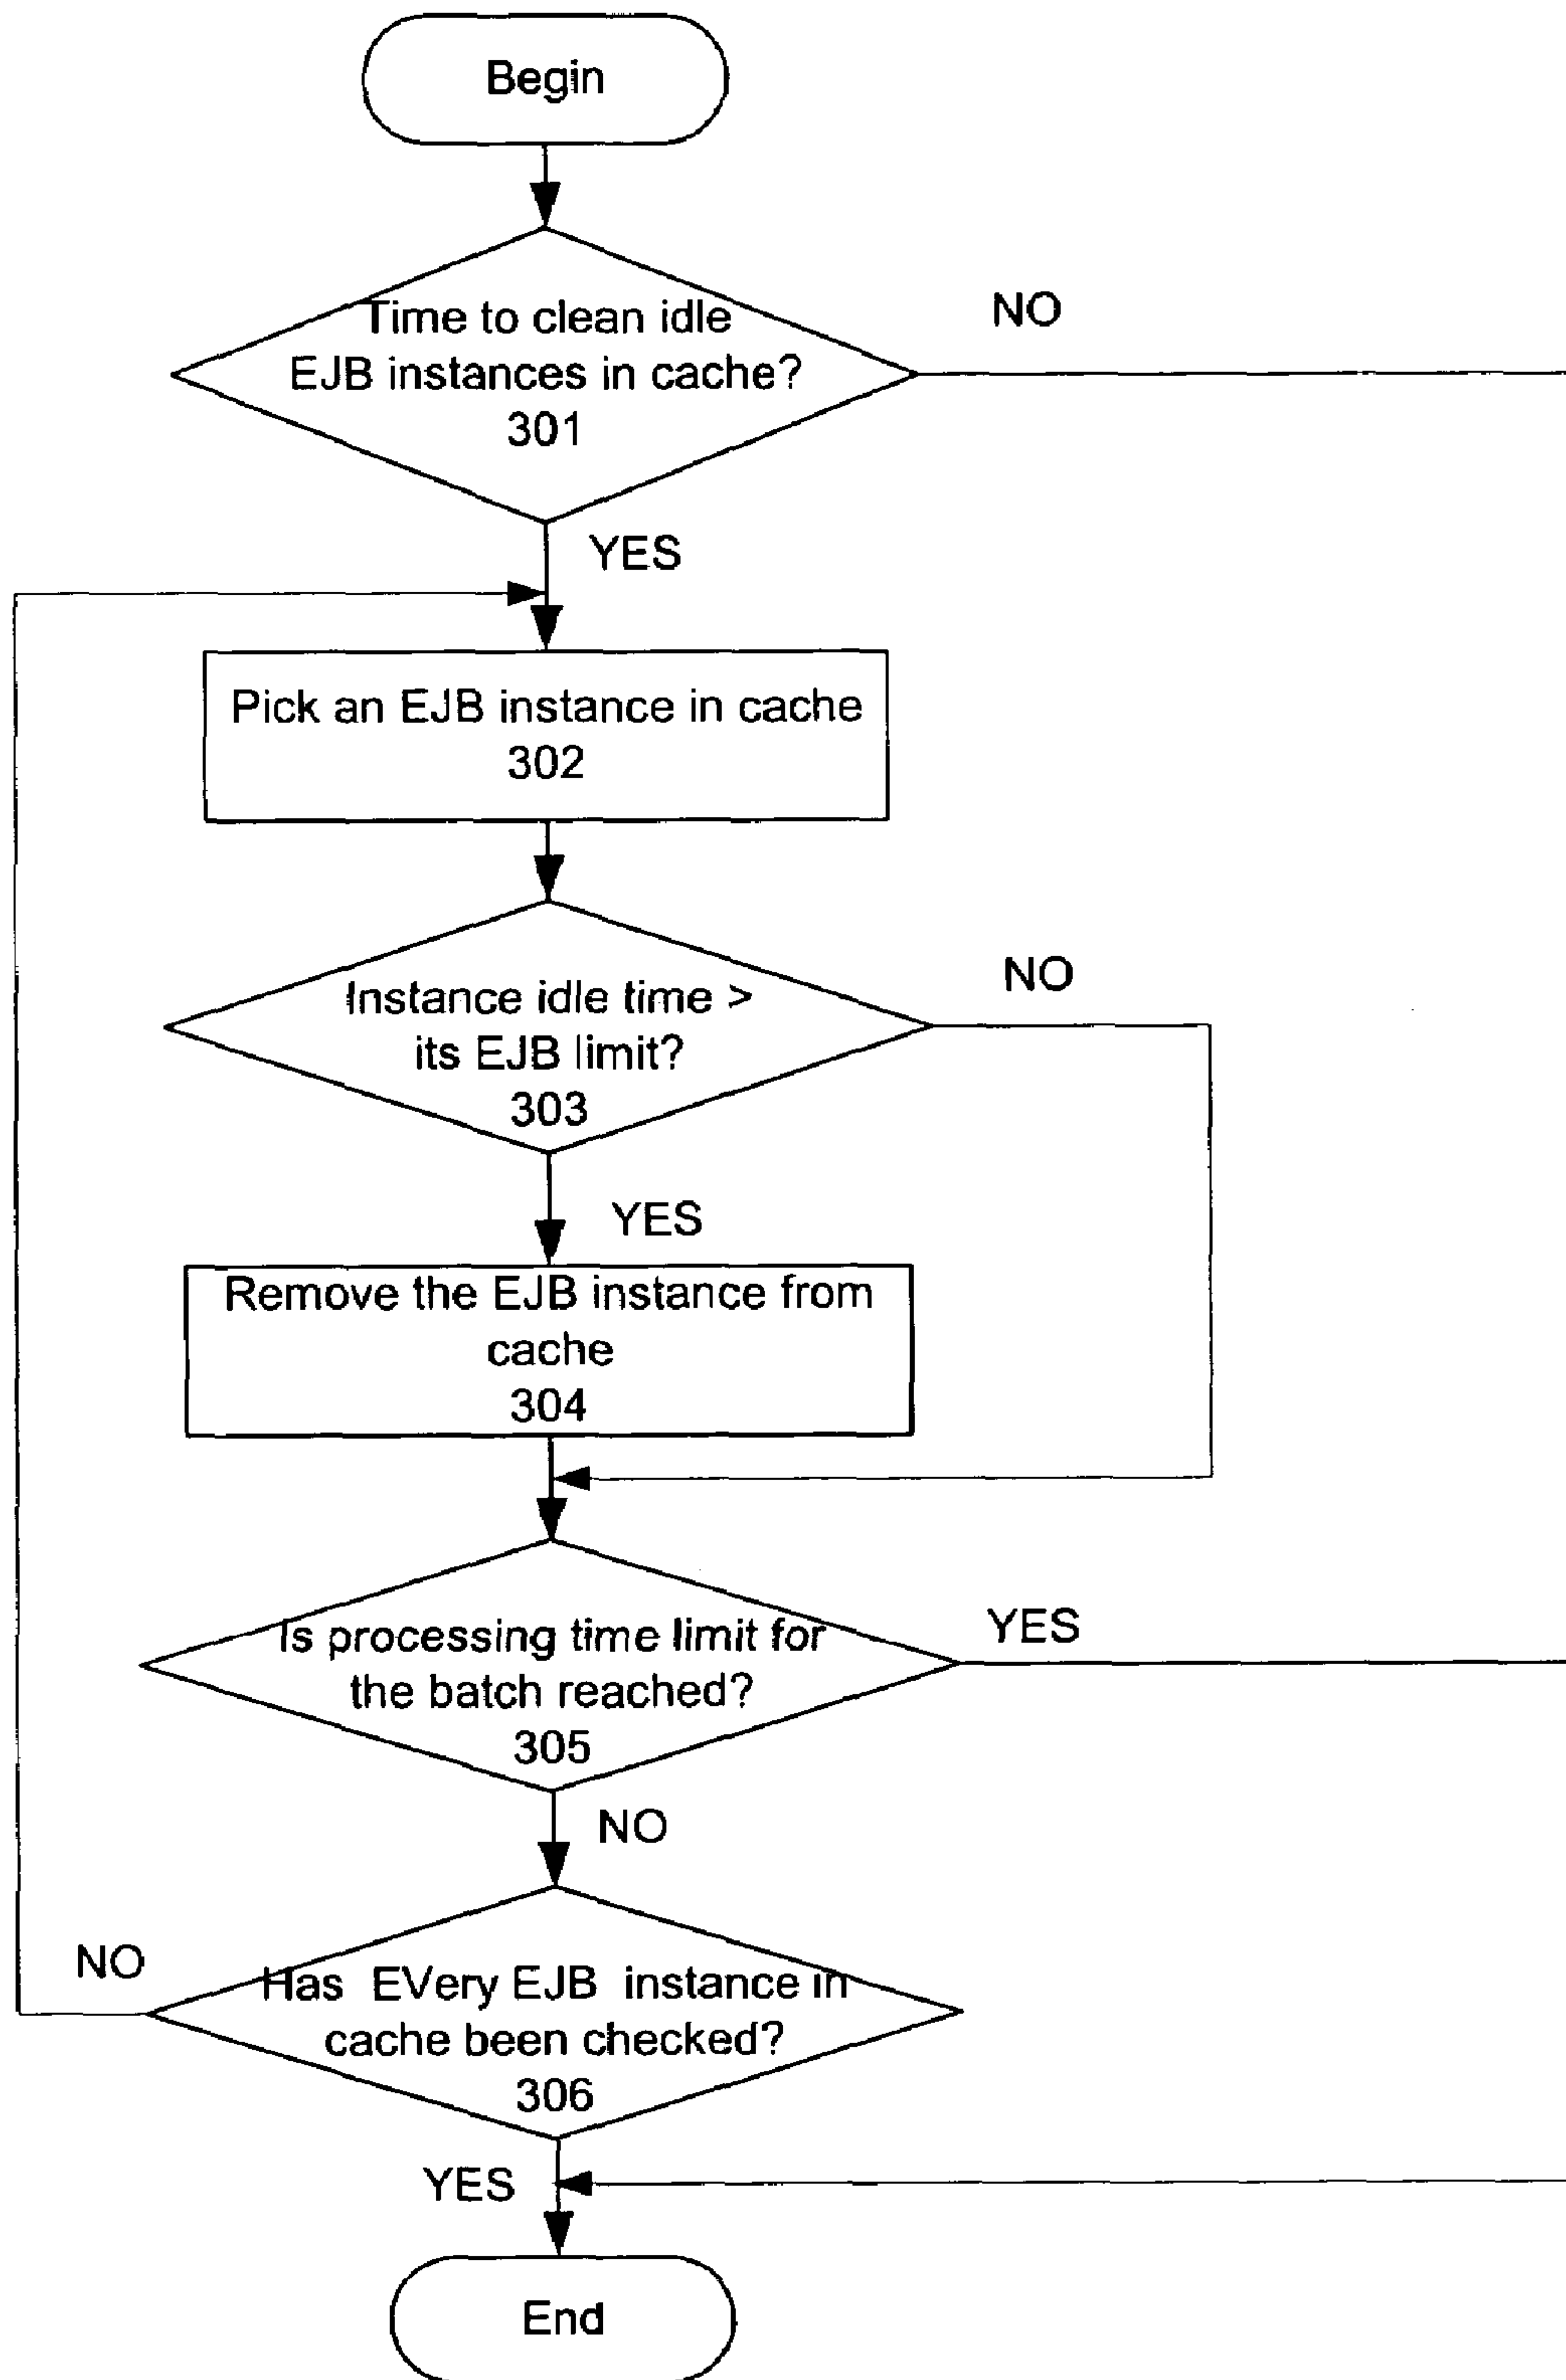 Begin
Time to clean idle
EJB instances in cache?
301
NO
YES
Pick an EJB instance in cache
302
Instance idle time >
its EJB limit?
303
NO
YES
Remove the EJB instance from
cache
304
Is processing time limit for
the batch reached?
305
YES
NO
NO
Has EVery EJB instance in
cache been checked?
306
YES
End